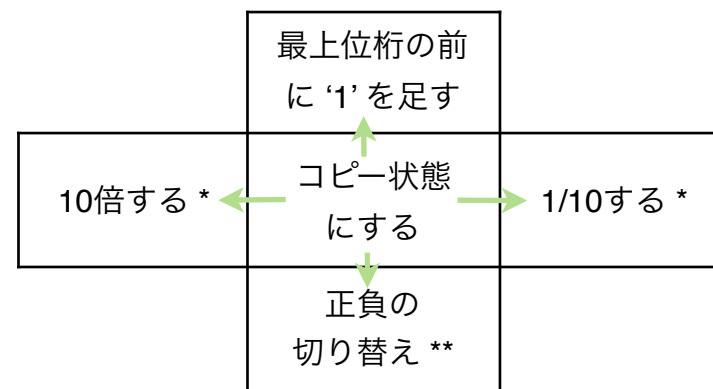 最上位桁の前
に ‘1’ を足す
10倍する *
コピー状態
にする
1/10する *
正負の
切り替え **